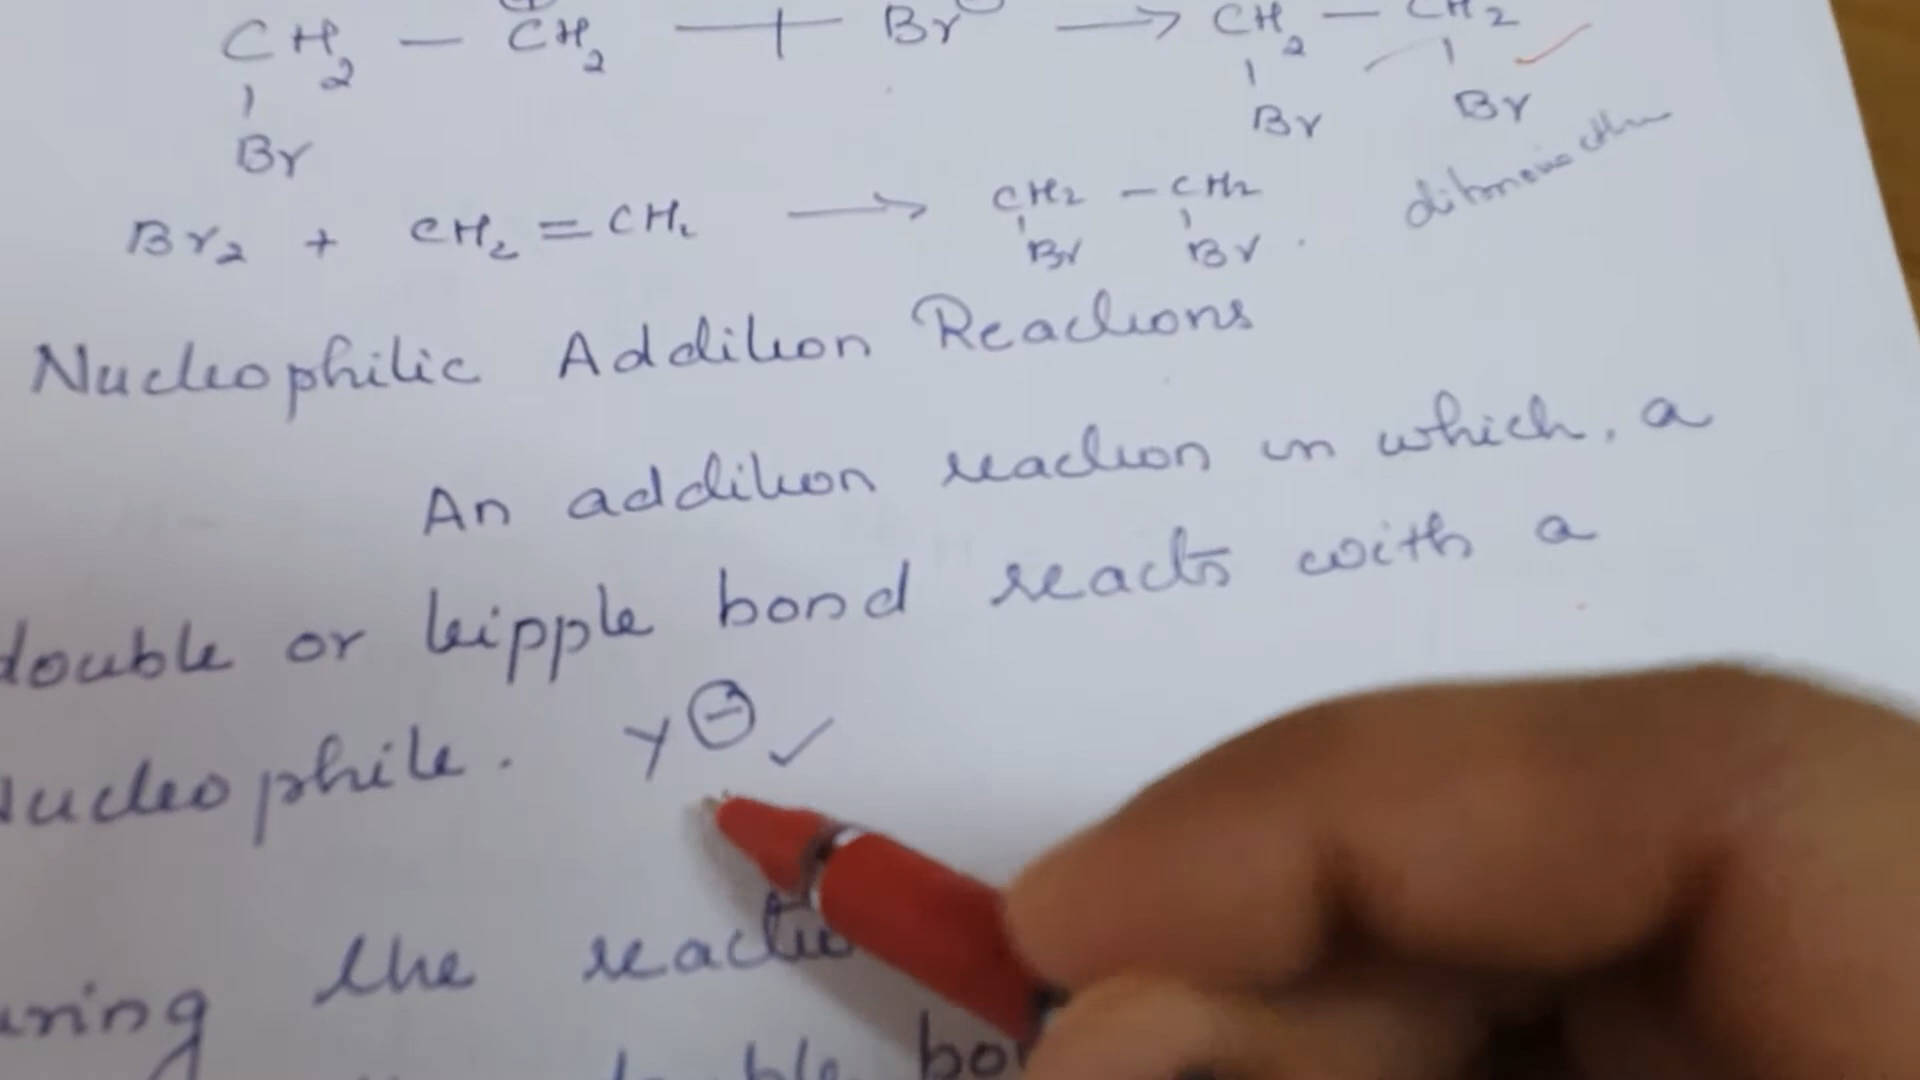 CH2 — CH2 ⊕ + Br⊖ → CH2 — CH2
Br Br Br
Br2 + CH2 = CH2 → CH2 — CH2
Br Br .
Nucleophilic Addition Reactions
An addition reaction in which, a
double or tripple bond reacts with a
Nucleophile. Y⊖ ✓
the